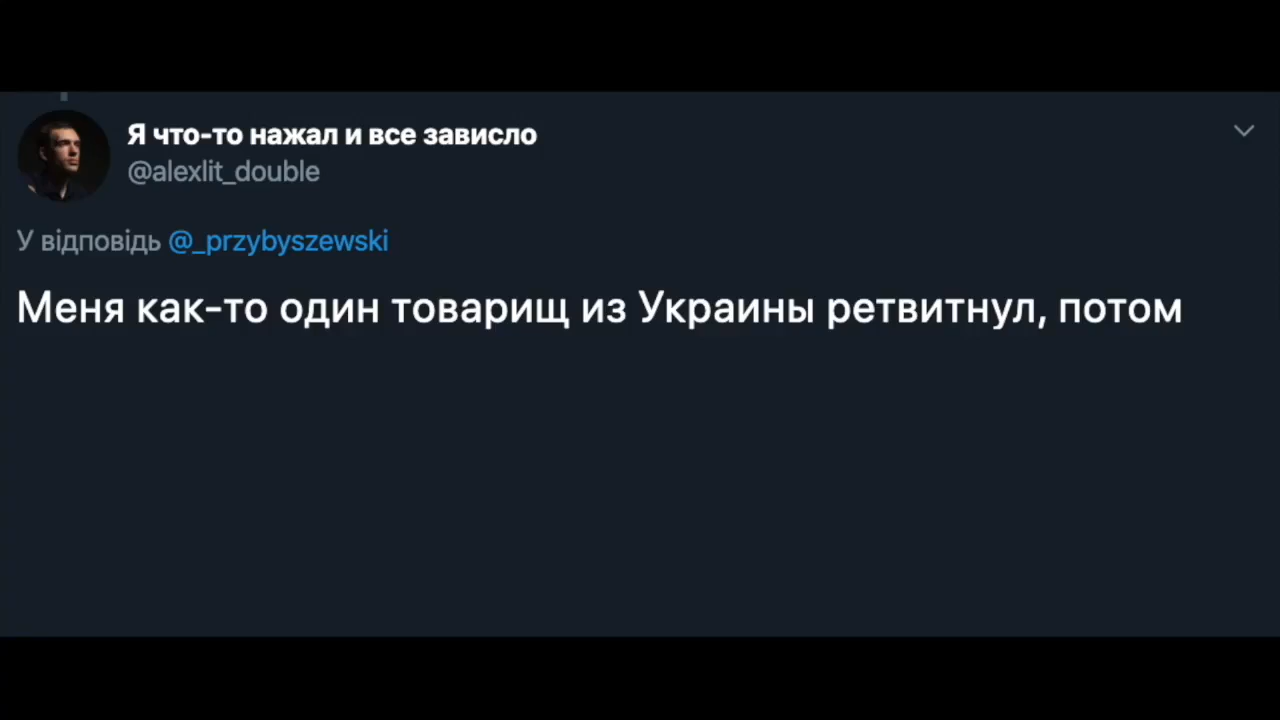 Я что-то нажал и все зависло
@alexlit_double
У відповідь @_przybyszewski
Меня как-то один товарищ из Украины ретвитнул, потом